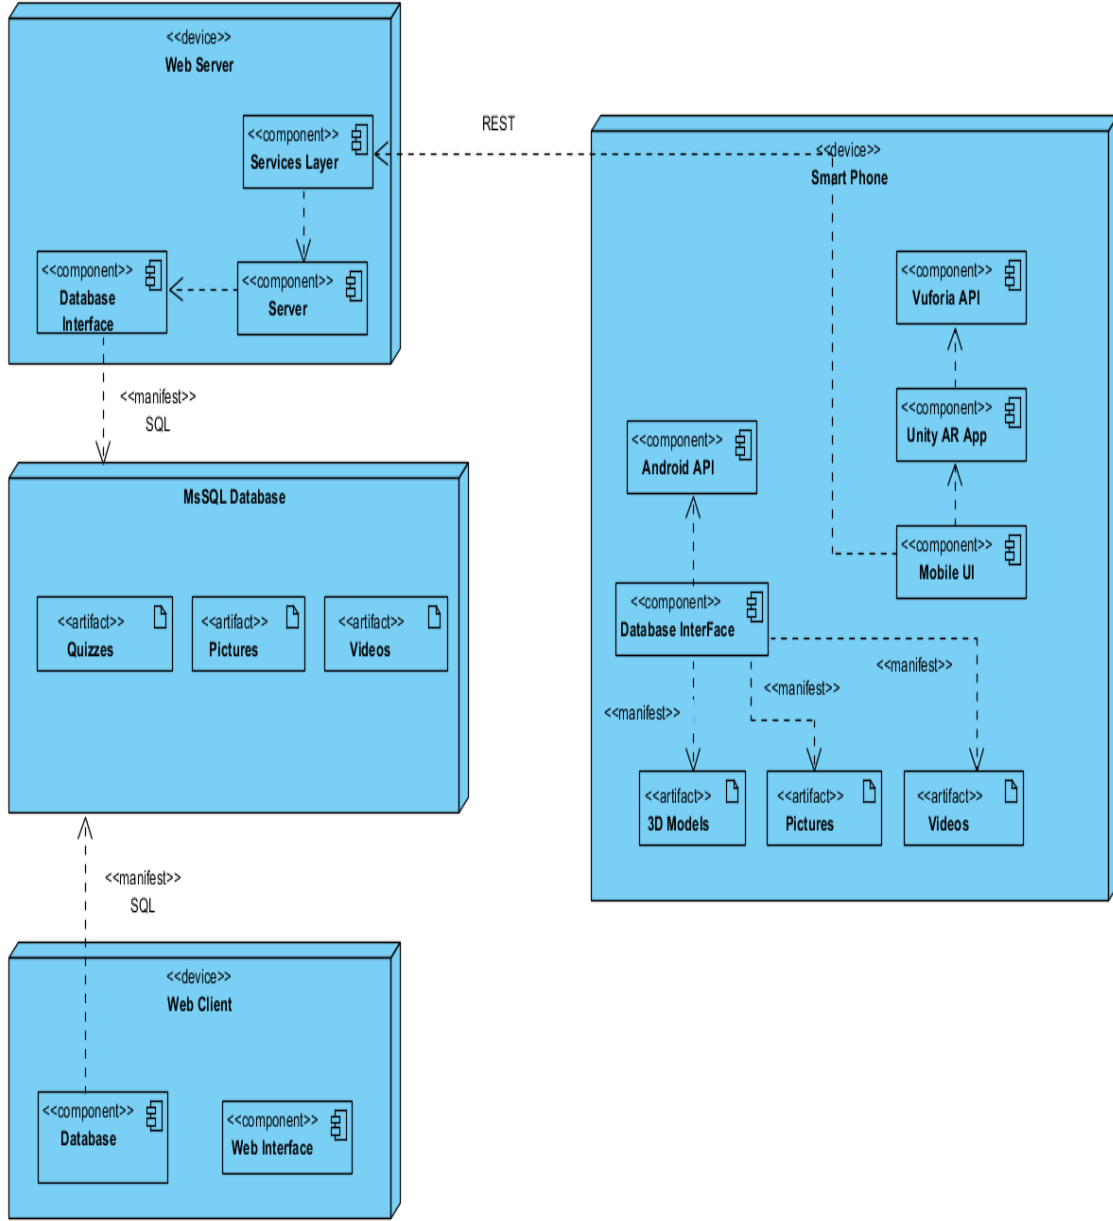 <<device>>
Web Server
<<component>>
Services Layer
<<component>>
Database
Interface
<<component>>
Server
<<manifest>>
SQL
MsSQL Database
<<artifact>>
Quizzes
<<artifact>>
Pictures
<<artifact>>
Videos
<<manifest>>
SQL
<<device>>
Web Client
<<component>>
Database
<<component>>
Web Interface
REST
<<device>>
Smart Phone
<<component>>
Vuforia API
<<component>>
Unity AR App
<<component>>
Android API
<<component>>
Mobile UI
<<component>>
Database InterFace
<<manifest>>
<<manifest>>
<<manifest>>
<<artifact>>
3D Models
<<artifact>>
Pictures
<<artifact>>
Videos